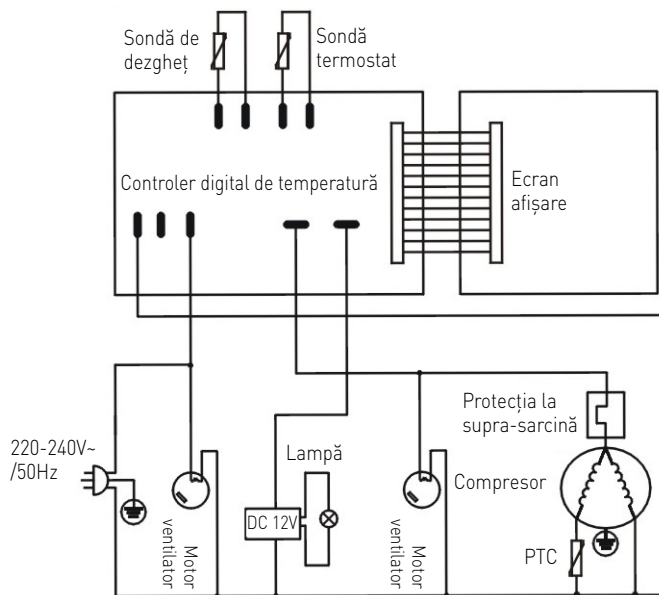 Sondă de
dezgheț
Sondă
termostat
Controler digital de temperatură
Ecran
afișare
Protecția la
supra-sarcină
220-240V~
/50Hz
Lampă
Compresor
DC 12V
Motor
ventilator
Motor
ventilator
PTC